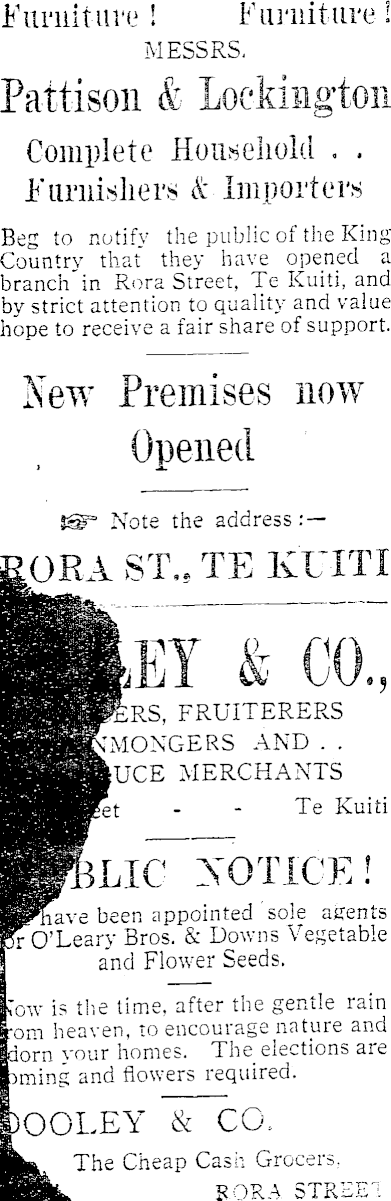 Furniture ! Furniture !
MESSRS.
Pattison & Lockington
Complete Household . .
Furnishers & Importers
Beg to notify the public of the King
Country that they have opened a
branch in Rora Street, Te Kuiti, and
by strict attention to quality and value
hope to receive a fair share of support.
New Premises now
Opened
☞ Note the address :—
RORA ST., TE KUITI
LEY & CO.,
ERS, FRUITERERS
NMONGERS AND . .
UCE MERCHANTS
eet - - Te Kuiti
BLIC NOTICE!
have been appointed sole agents
or O'Leary Bros. & Downs Vegetable
and Flower Seeds.
Now is the time, after the gentle rain
rom heaven, to encourage nature and
dorn your homes. The elections are
oming and flowers required.
DOOLEY & CO.
The Cheap Cash Grocers,
RORA STREET